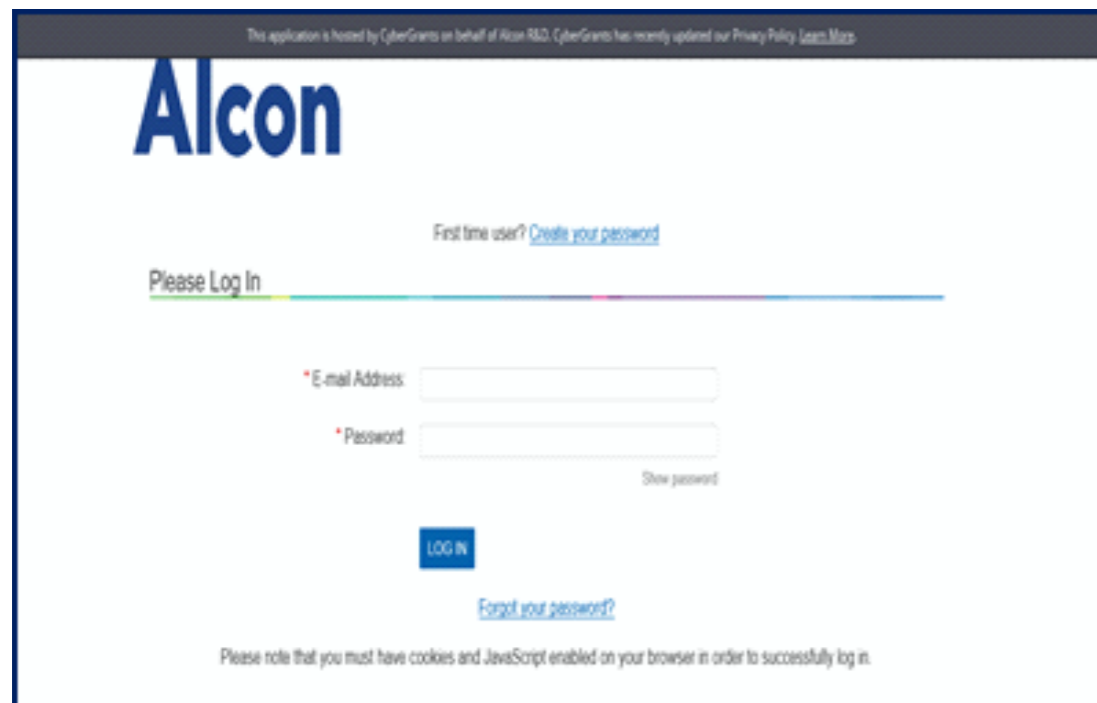 This application is hosted by CyberGrants on behalf of Alcon R&D. CyberGrants has recently updated our Privacy Policy. Learn More.
Alcon
First time user? Create your password
Please Log In
* E-mail Address:
* Password:
Show password
LOG IN
Forgot your password?
Please note that you must have cookies and JavaScript enabled on your browser in order to successfully log in.